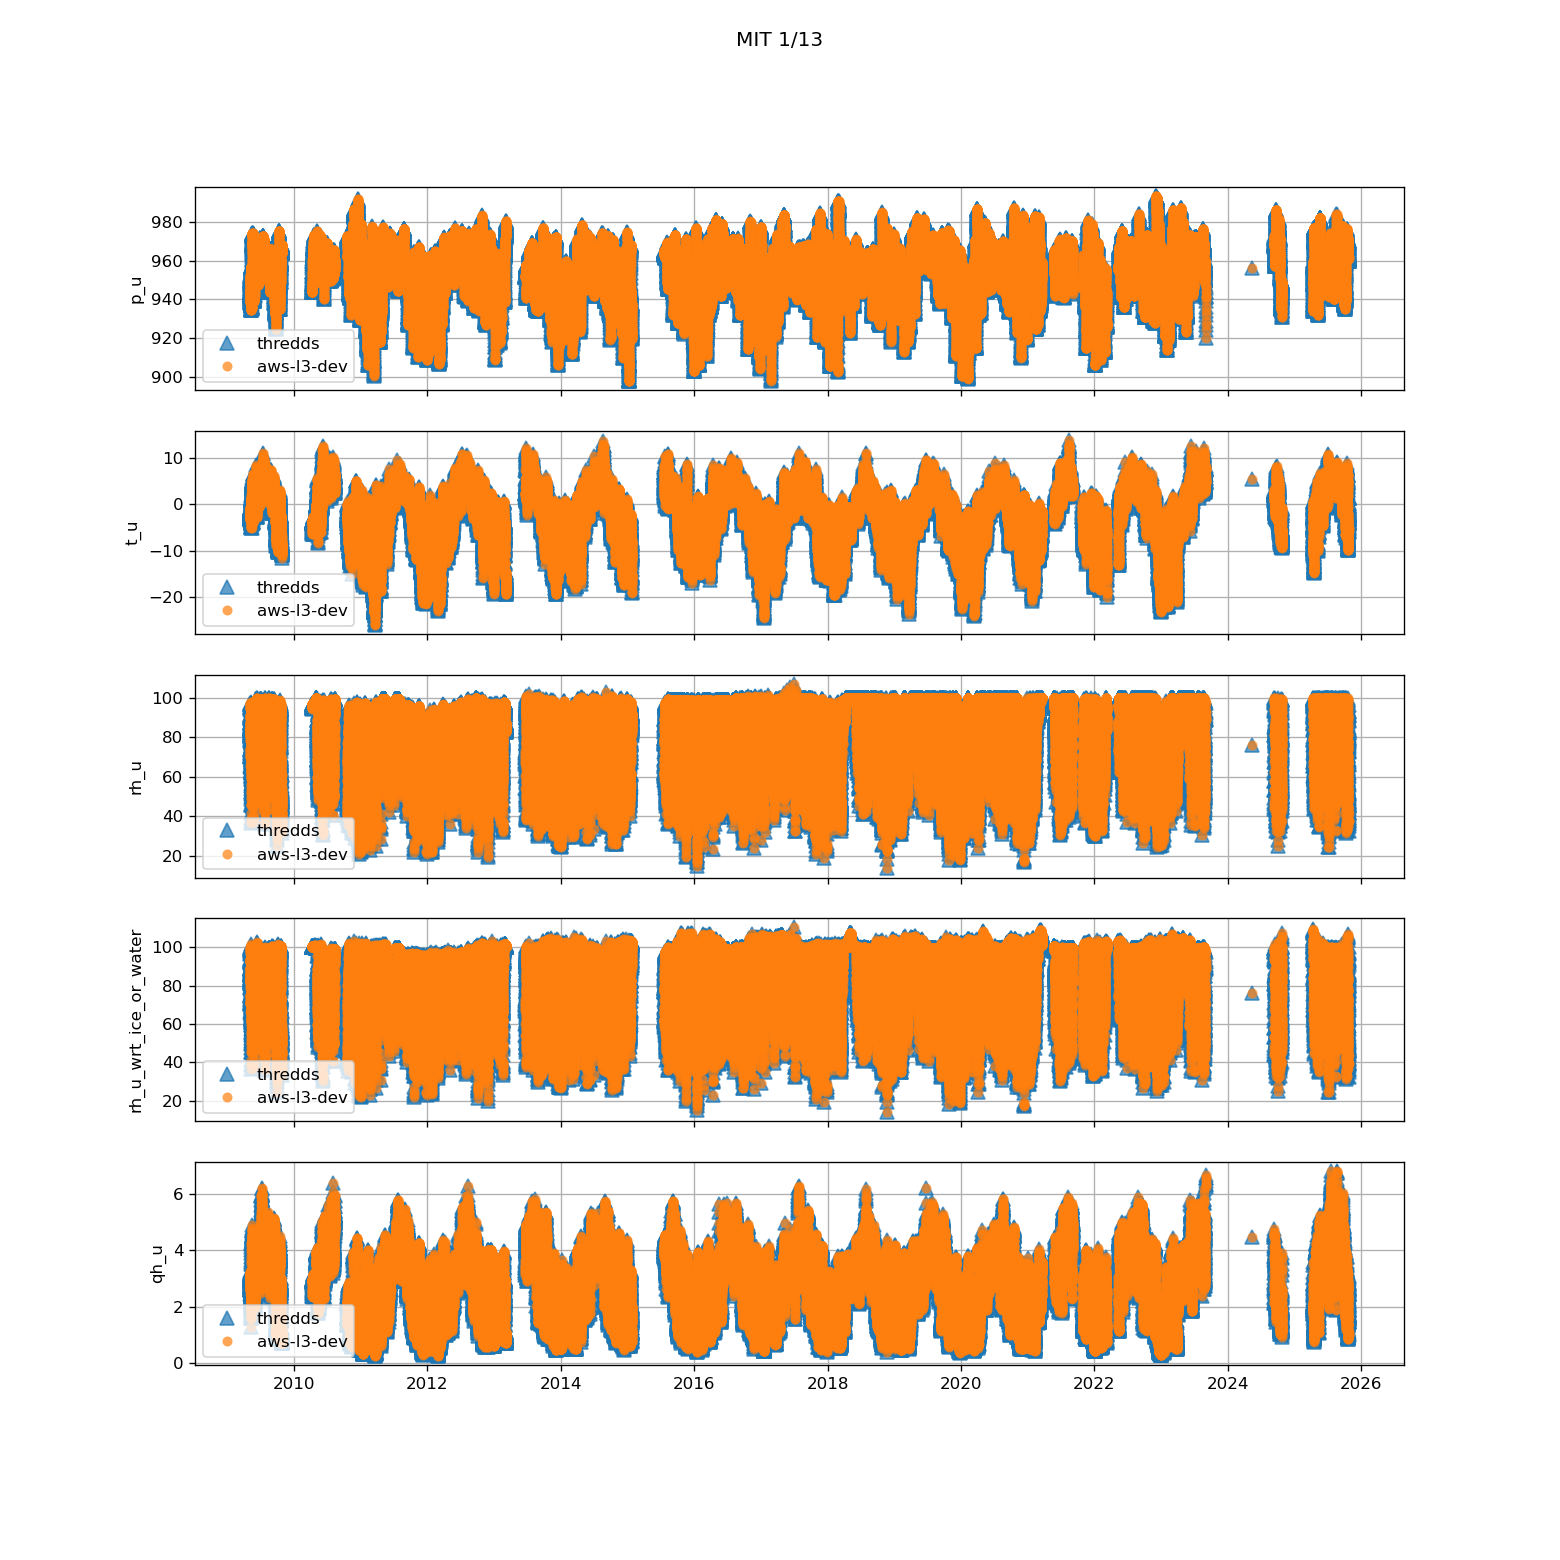 MIT 1/13
p_u
980
960
940
920
900
thredds
aws-l3-dev
t_u
10
0
−10
−20
thredds
aws-l3-dev
rh_u
100
80
60
40
20
thredds
aws-l3-dev
rh_u_wrt_ice_or_water
100
80
60
40
20
thredds
aws-l3-dev
qh_u
6
4
2
0
thredds
aws-l3-dev
2010 2012 2014 2016 2018 2020 2022 2024 2026